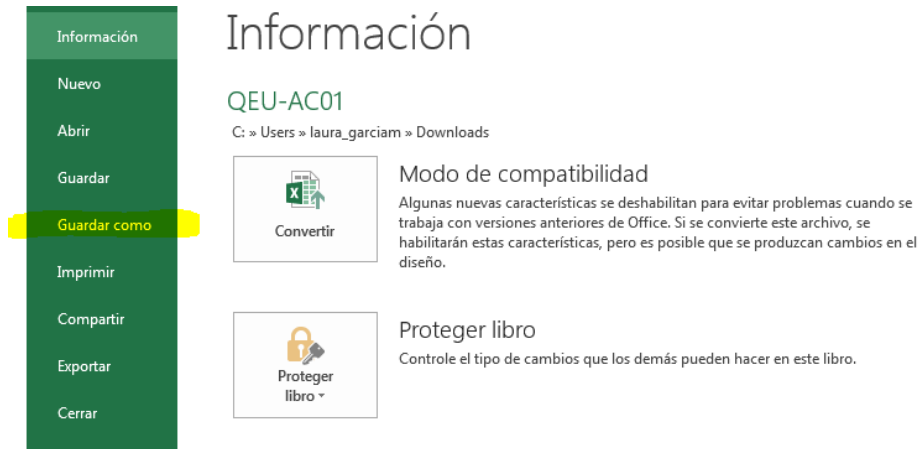 Información
Nuevo
Abrir
Guardar
Guardar como
Imprimir
Compartir
Exportar
Cerrar
Información
QEU-AC01
C: » Users » laura_garciam » Downloads
Convertir
Modo de compatibilidad
Algunas nuevas características se deshabilitan para evitar problemas cuando se
trabaja con versiones anteriores de Office. Si se convierte este archivo, se
habilitarán estas características, pero es posible que se produzcan cambios en el
diseño.
Proteger
libro
Proteger libro
Controle el tipo de cambios que los demás pueden hacer en este libro.